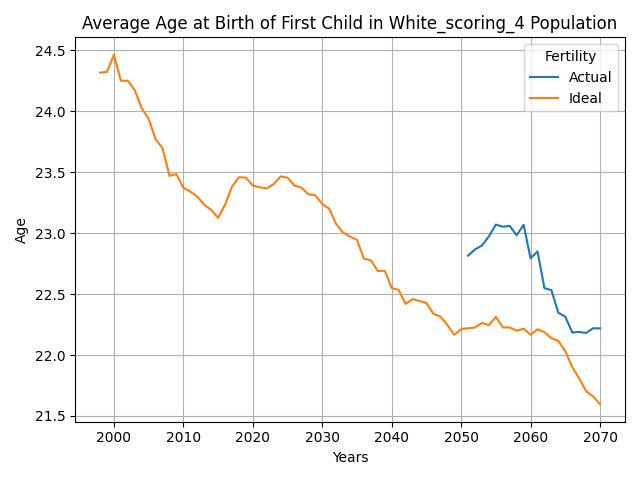 Average Age at Birth of First Child in White_scoring_4 Population
Fertility
Actual
Ideal
24.5
24.0
23.5
23.0
22.5
22.0
21.5
Age
2000 2010 2020 2030 2040 2050 2060 2070
Years